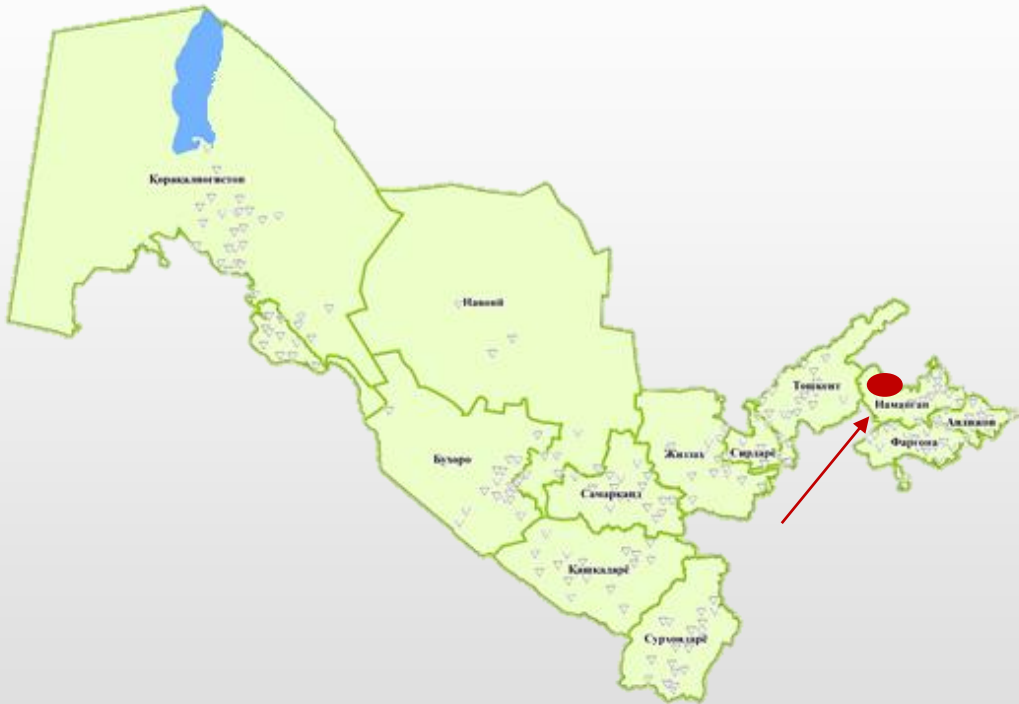 Қорақалпоғистон
Навоий
Тошкент
Наманган
Андижон
Фарғона
Сирдарё
Жиззах
Бухоро
Самарқанд
Қашқадарё
Сурхондарё